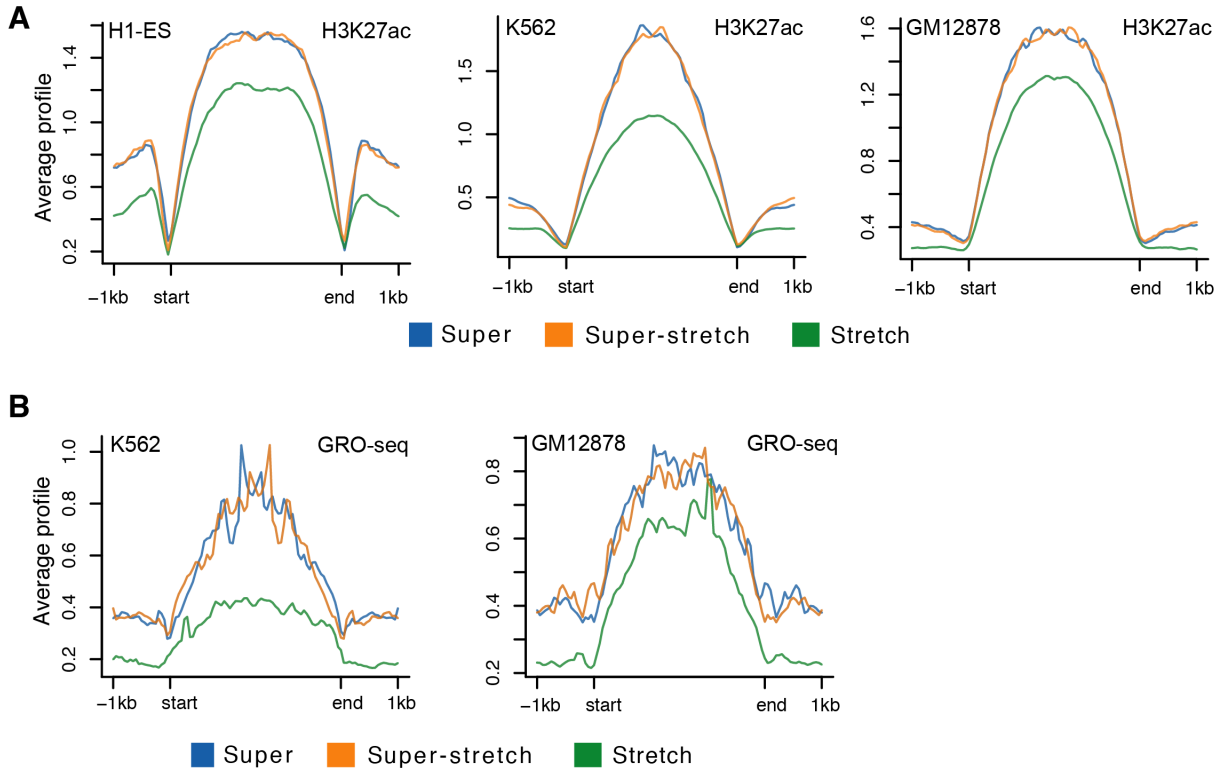 A
H1-ES H3K27ac
K562 H3K27ac
GM12878 H3K27ac
Average profile
0.2 0.6 1.0 1.4
0.5 1.0 1.5
0.4 0.8 1.2 1.6
−1kb start end 1kb
−1kb start end 1kb
−1kb start end 1kb
Super Super-stretch Stretch
B
K562 GRO-seq
GM12878 GRO-seq
Average profile
0.2 0.4 0.6 0.8 1.0
0.2 0.4 0.6 0.8
−1kb start end 1kb
−1kb start end 1kb
Super Super-stretch Stretch